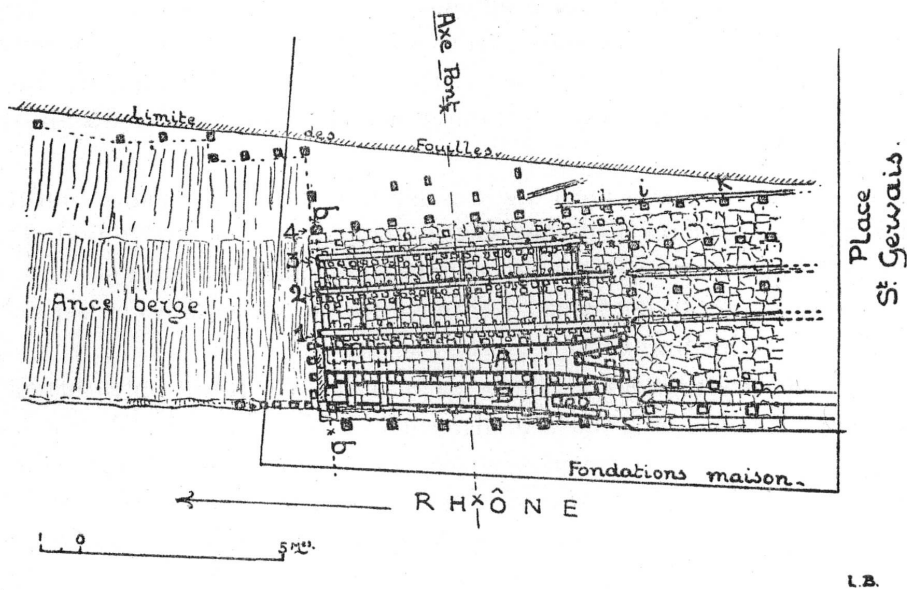 Axe Pont
Limite des Fouilles.
h i i K
b
4
3
2
1
Ance berge.
A
B
b
Place
St Gervais.
Fondations maison.
RHÔNE
1 0 5 Mes.
L.B.